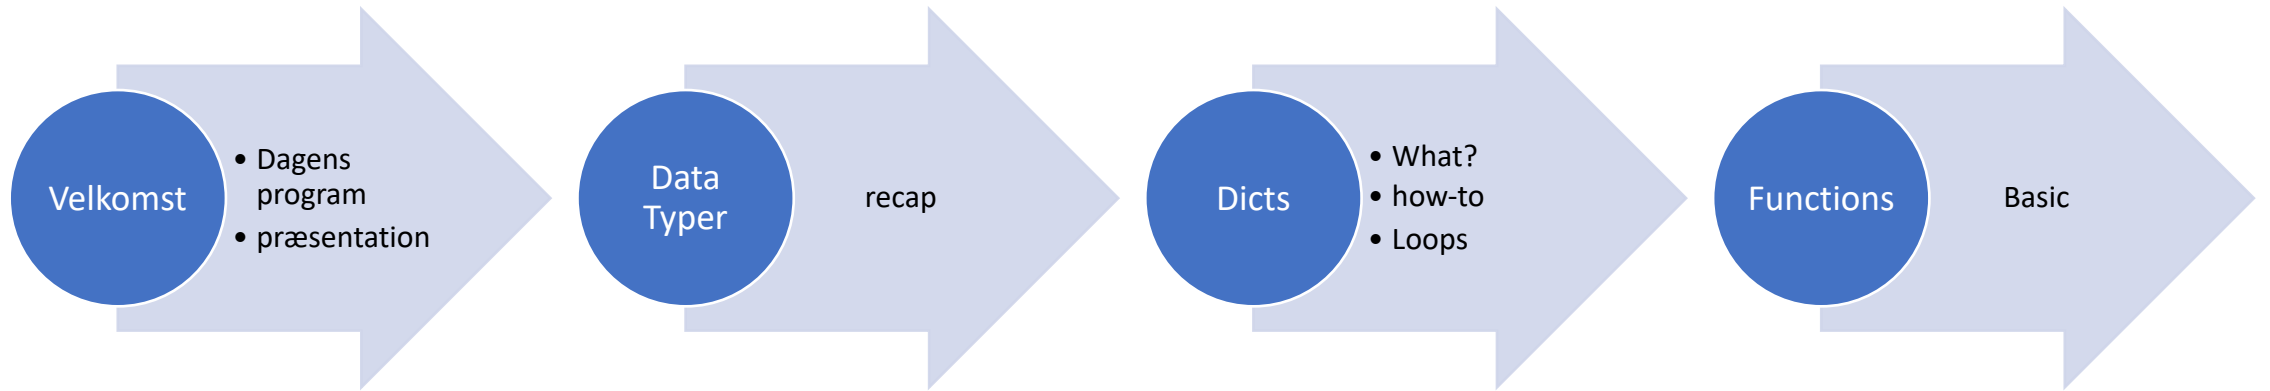 Velkomst
• Dagens
program
• præsentation
Data
Typer
recap
Dicts
• What?
• how-to
• Loops
Functions
Basic